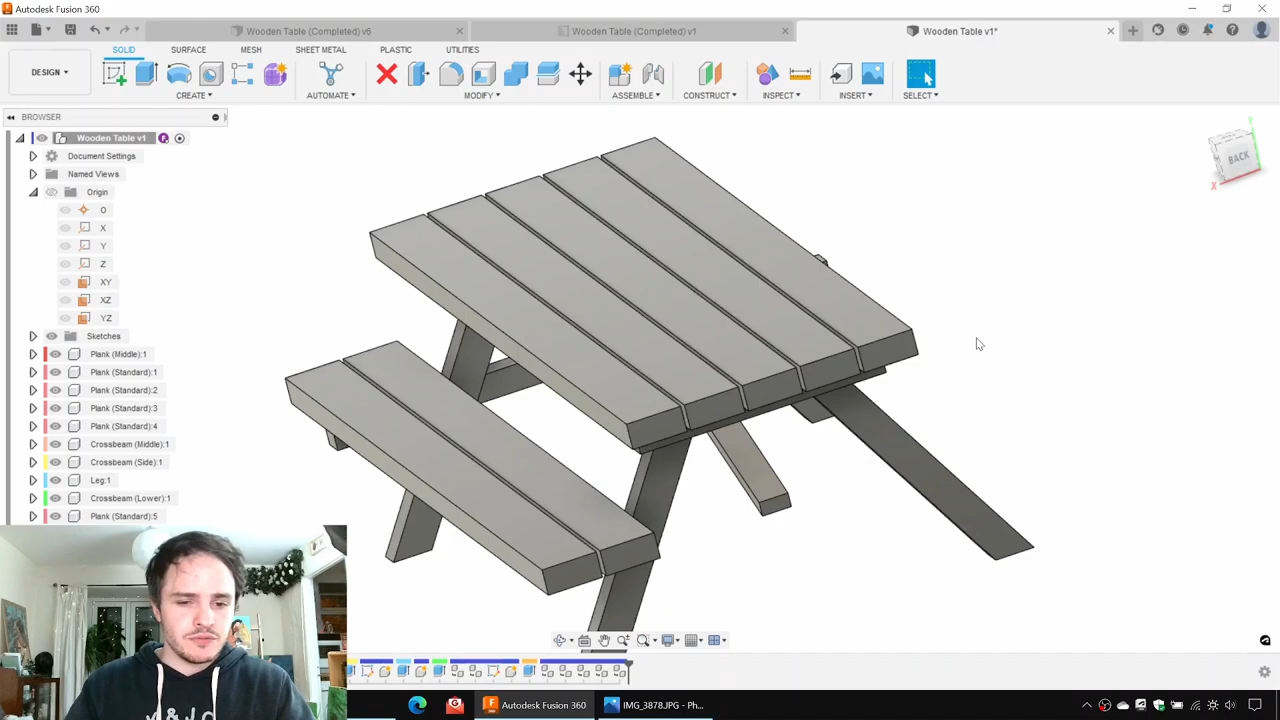 Autodesk Fusion 360
Wooden Table (Completed) v6
Wooden Table (Completed) v1
Wooden Table v1*
SOLID
SURFACE
MESH
SHEET METAL
PLASTIC
UTILITIES
DESIGN
CREATE
AUTOMATE
MODIFY
ASSEMBLE
CONSTRUCT
INSPECT
INSERT
SELECT
BROWSER
Wooden Table v1
Document Settings
Named Views
Origin
O
X
Y
Z
XY
XZ
YZ
Sketches
Plank (Middle):1
Plank (Standard):1
Plank (Standard):2
Plank (Standard):3
Plank (Standard):4
Crossbeam (Middle):1
Crossbeam (Side):1
Leg:1
Crossbeam (Lower):1
Plank (Standard):5
Y
BACK
X
Autodesk Fusion 360
IMG_3878.JPG - Ph...